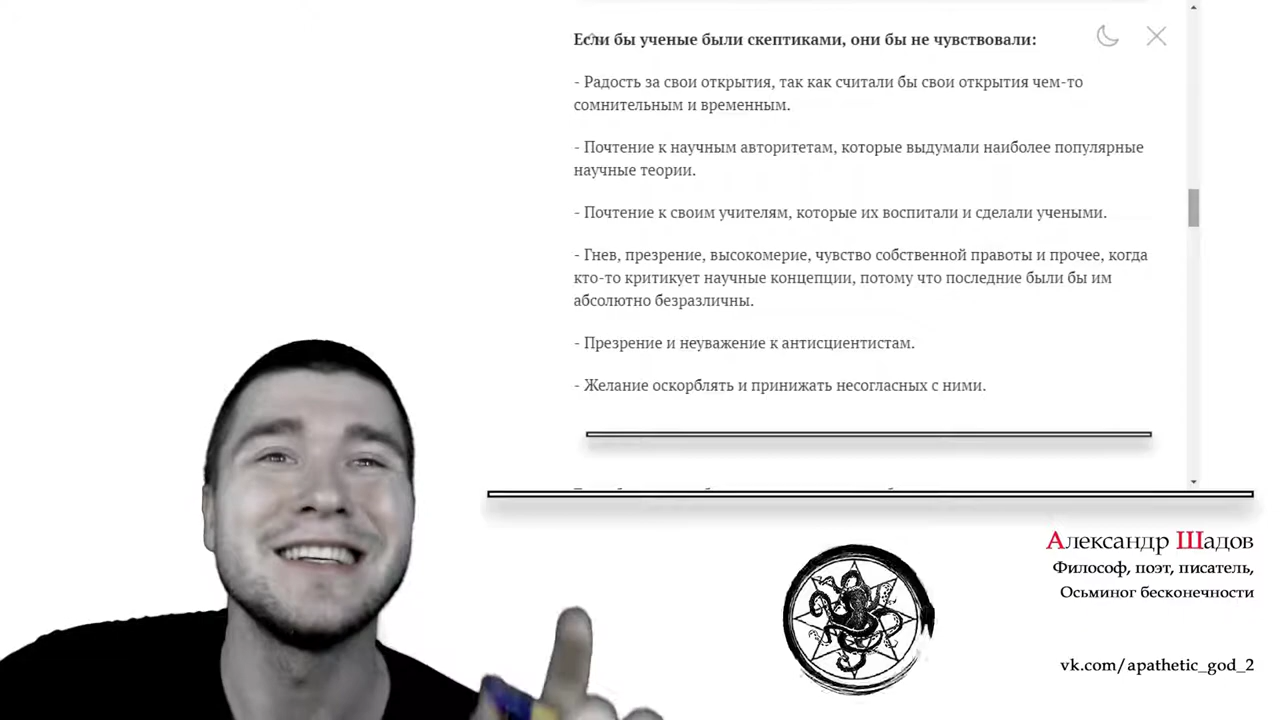 Если бы ученые были скептиками, они бы не чувствовали:
- Радость за свои открытия, так как считали бы свои открытия чем-то
сомнительным и временным.
- Почтение к научным авторитетам, которые выдумали наиболее популярные
научные теории.
- Почтение к своим учителям, которые их воспитали и сделали учеными.
- Гнев, презрение, высокомерие, чувство собственной правоты и прочее, когда
кто-то критикует научные концепции, потому что последние были бы им
абсолютно безразличны.
- Презрение и неуважение к антисциентистам.
- Желание оскорблять и принижать несогласных с ними.
Александр Шадов
Философ, поэт, писатель,
Осьминог бесконечности
vk.com/apathetic_god_2